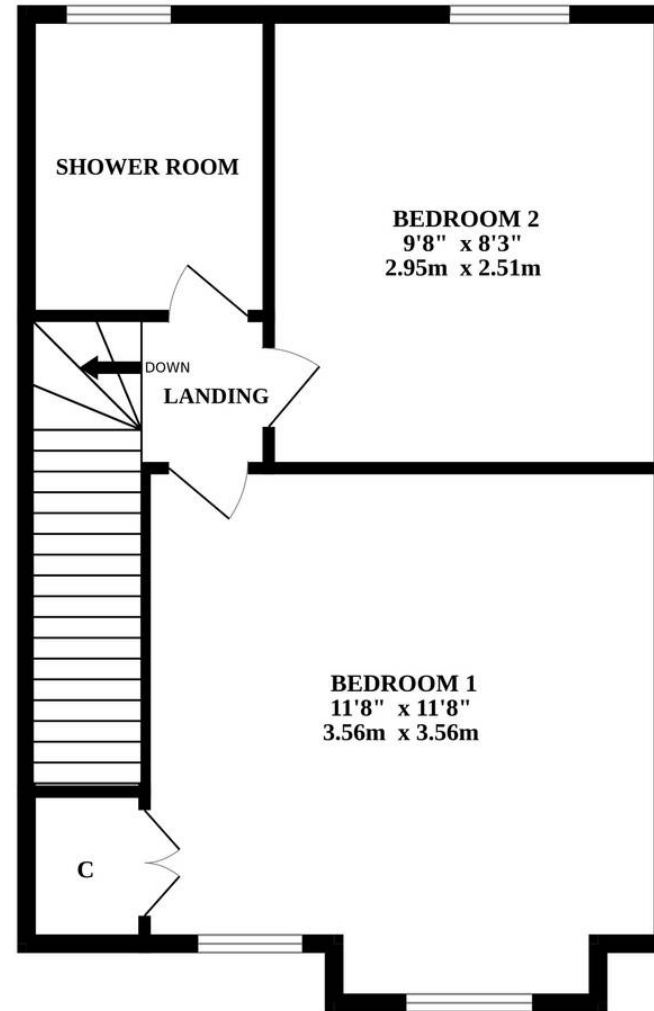 SHOWER ROOM
BEDROOM 2
9'8" x 8'3"
2.95m x 2.51m
DOWN
LANDING
BEDROOM 1
11'8" x 11'8"
3.56m x 3.56m
C